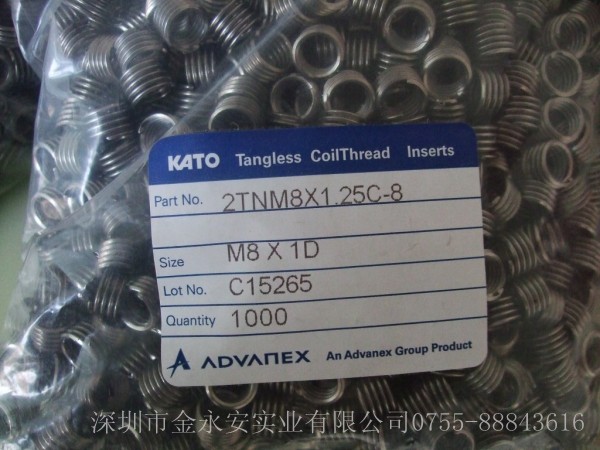 KATO Tangless CoilThread Inserts
Part No. 2TNM8X1.25C-8
Size M8 X 1D
Lot No. C15265
Quantity 1000
ADVANEX An Advanex Group Product
深圳市金永安实业有限公司0755-88843616